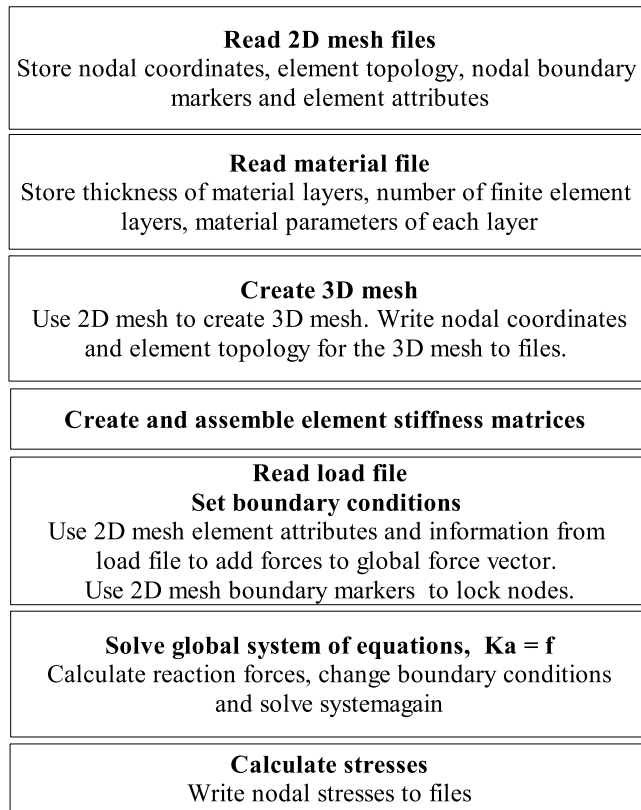 Read 2D mesh files
Store nodal coordinates, element topology, nodal boundary
markers and element attributes
Read material file
Store thickness of material layers, number of finite element
layers, material parameters of each layer
Create 3D mesh
Use 2D mesh to create 3D mesh. Write nodal coordinates
and element topology for the 3D mesh to files.
Create and assemble element stiffness matrices
Read load file
Set boundary conditions
Use 2D mesh element attributes and information from
load file to add forces to global force vector.
Use 2D mesh boundary markers to lock nodes.
Solve global system of equations, Ka = f
Calculate reaction forces, change boundary conditions
and solve systemagain
Calculate stresses
Write nodal stresses to files